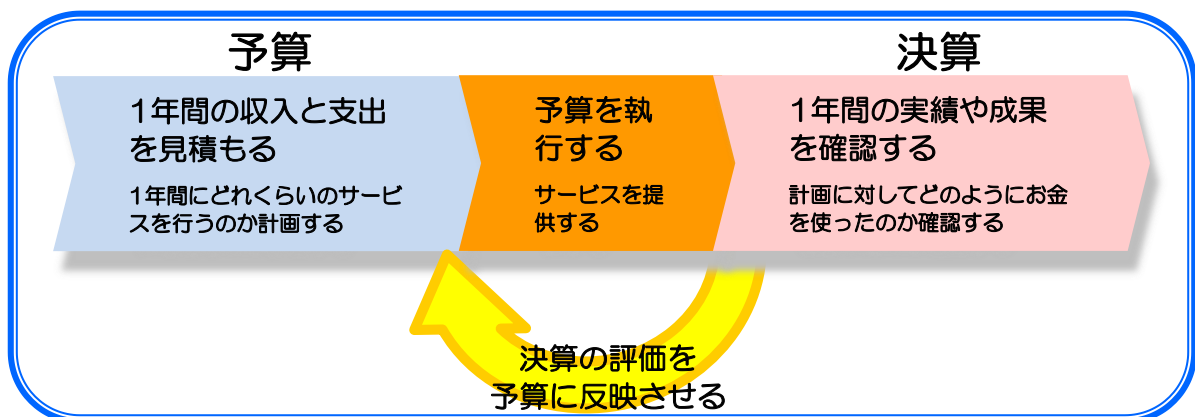 予算
1年間の収入と支出
を見積もる
1年間にどれくらいのサービ
スを行うのか計画する
予算を執
行する
サービスを提
供する
決算
1年間の実績や成果
を確認する
計画に対してどのようにお金
を使ったのか確認する
決算の評価を
予算に反映させる